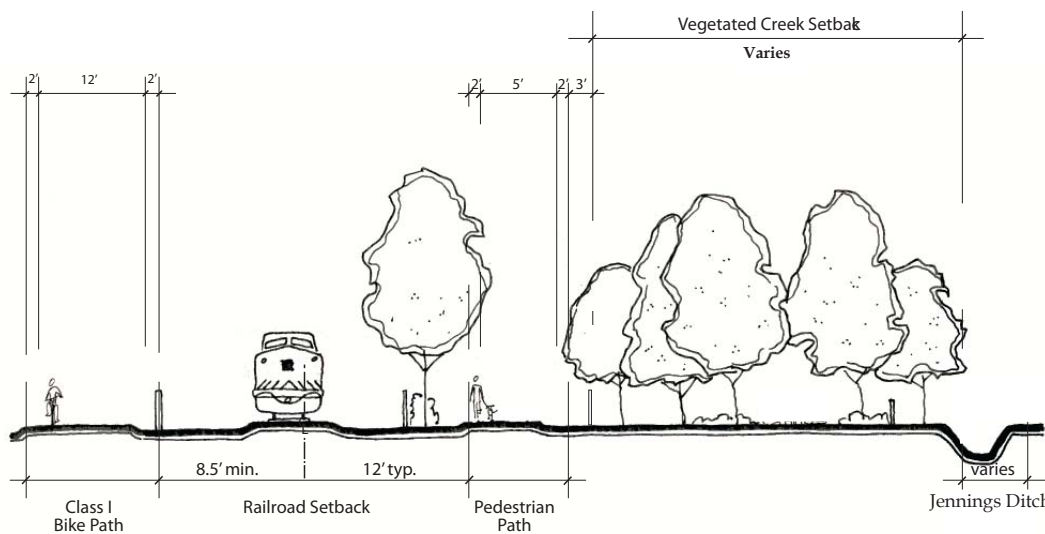 Vegetated Creek Setbak
Varies
2' 12' 2' 2' 5' 2' 3'
8.5' min. 12' typ. varies
Class I
Bike Path
Railroad Setback
Pedestrian
Path
Jennings Ditch